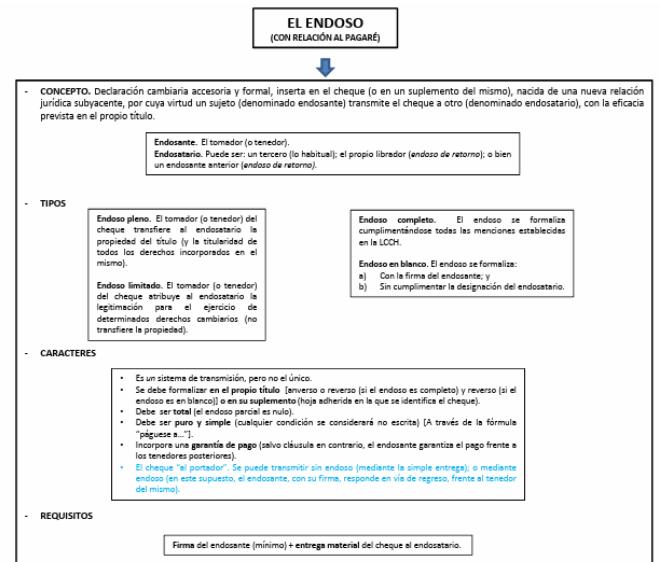 EL ENDOSO
(CON RELACIÓN AL PAGARÉ)
- CONCEPTO. Declaración cambiaria accesoria y formal, inserta en el cheque (o en un suplemento del mismo), nacida de una nueva relación
jurídica subyacente, por cuya virtud un sujeto (denominado endosante) transmite el cheque a otro (denominado endosatario), con la eficacia
prevista en el propio título.
Endosante. El tomador (o tenedor).
Endosatario. Puede ser: un tercero (lo habitual); el propio librador (endoso de retorno); o bien
un endosante anterior (endoso de retorno).
- TIPOS
Endoso pleno. El tomador (o tenedor) del
cheque transfiere al endosatario la
propiedad del título (y la titularidad de
todos los derechos incorporados en el
mismo).
Endoso limitado. El tomador (o tenedor)
del cheque atribuye al endosatario la
legitimación para el ejercicio de
determinados derechos cambiarios (no
transfiere la propiedad).
Endoso completo. El endoso se formaliza
cumplimentándose todas las menciones establecidas
en la LCCH.
Endoso en blanco. El endoso se formaliza:
a) Con la firma del endosante; y
b) Sin cumplimentar la designación del endosatario.
- CARACTERES
• Es un sistema de transmisión, pero no el único.
• Se debe formalizar en el propio título [anverso o reverso (si el endoso es completo) y reverso (si el
endoso es en blanco)] o en su suplemento (hoja adherida en la que se identifica el cheque).
• Debe ser total (el endoso parcial es nulo).
• Debe ser puro y simple (cualquier condición se considerará no escrita) [A través de la fórmula
"páguese a..."].
• Incorpora una garantía de pago (salvo cláusula en contrario, el endosante garantiza el pago frente a
los tenedores posteriores).
• El cheque "al portador". Se puede transmitir sin endoso (mediante la simple entrega); o mediante
endoso (en este supuesto, el endosante, con su firma, responde en vía de regreso, frente al tenedor
del mismo).
- REQUISITOS
Firma del endosante (mínimo) + entrega material del cheque al endosatario.